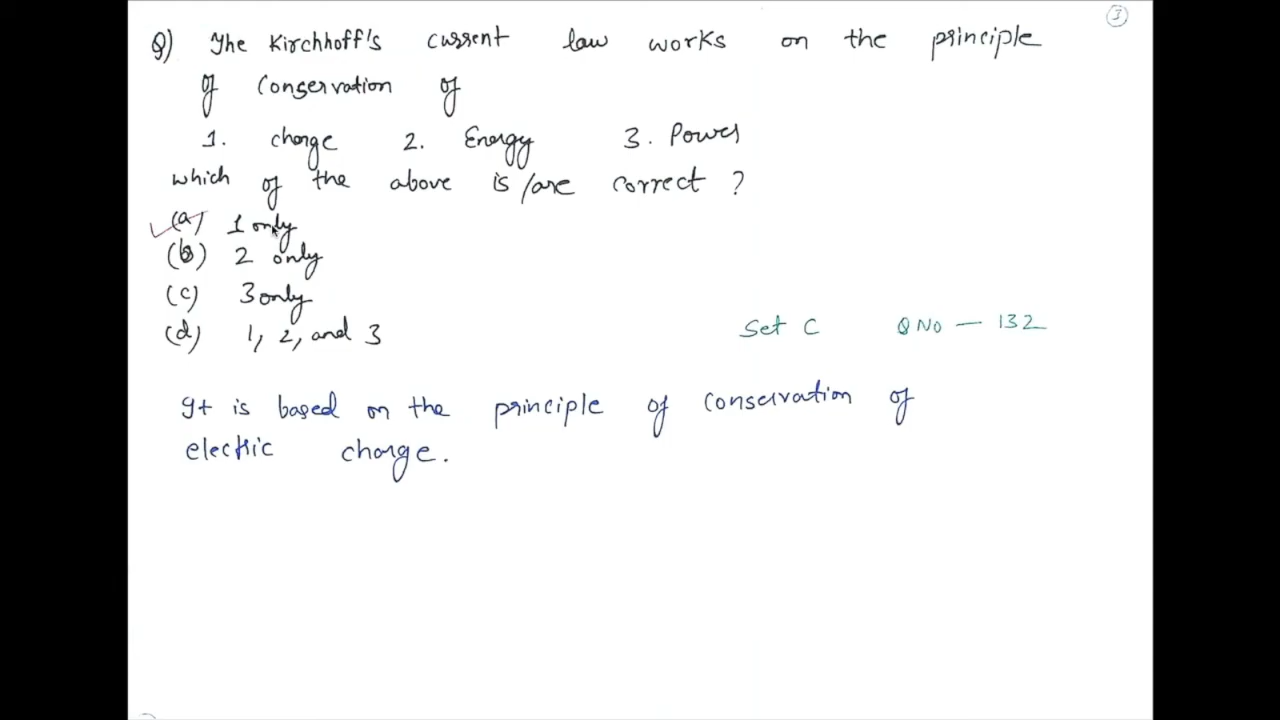 3
Q) The Kirchhoff's current law works on the principle
of conservation of
1. charge 2. Energy 3. Power
which of the above is/are correct ?
(a) 1 only
(b) 2 only
(c) 3 only
(d) 1, 2, and 3
Set C Q No — 132
It is based on the principle of conservation of
electric charge.